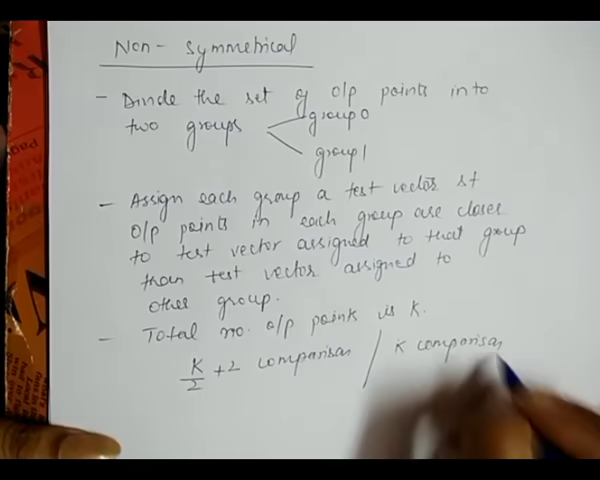 Non - Symmetrical
- Divide the set of o/p points into
two groups
group 0
group 1
- Assign each group a test vector st
o/p points in each group are closer
to test vector assigned to that group
than test vector assigned to
other group.
- Total no. o/p points is K.
K/2 + 2 comparison / K comparison